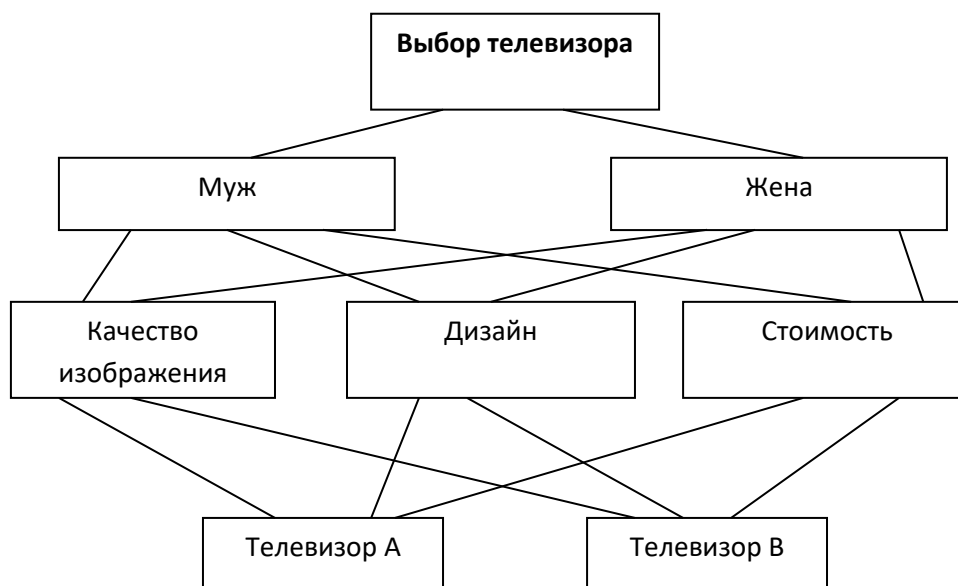 Выбор телевизора
Муж
Жена
Качество
изображения
Дизайн
Стоимость
Телевизор А
Телевизор В